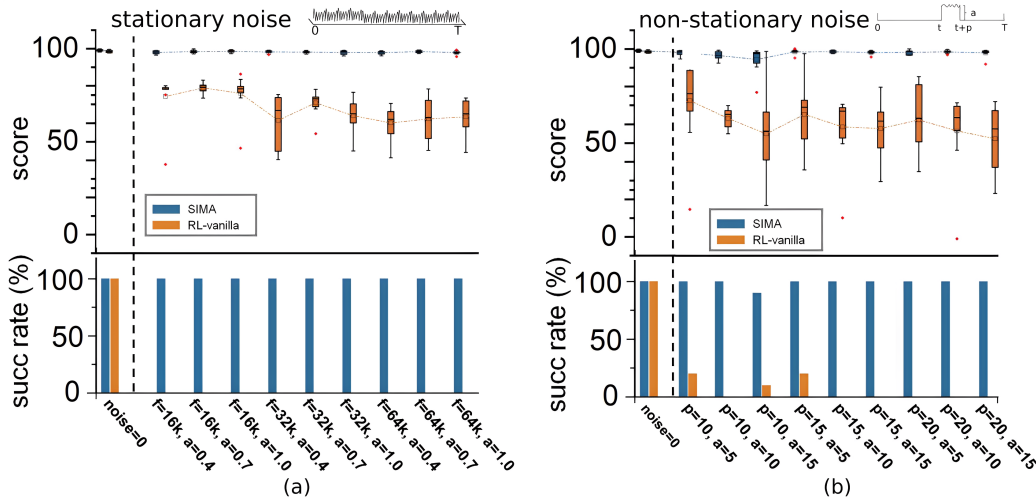 stationary noise
0 T
100
50
0
score
SIMA
RL-vanilla
100
50
0
succ rate (%)
noise=0
f=16k, a=0.4
f=16k, a=0.7
f=16k, a=1.0
f=32k, a=0.4
f=32k, a=0.7
f=32k, a=1.0
f=64k, a=0.4
f=64k, a=0.7
f=64k, a=1.0
(a)
non-stationary noise
a
0 t t+p T
100
50
0
score
SIMA
RL-vanilla
100
50
0
succ rate (%)
noise=0
p=10, a=5
p=10, a=10
p=10, a=15
p=15, a=5
p=15, a=10
p=15, a=15
p=20, a=5
p=20, a=10
p=20, a=15
(b)